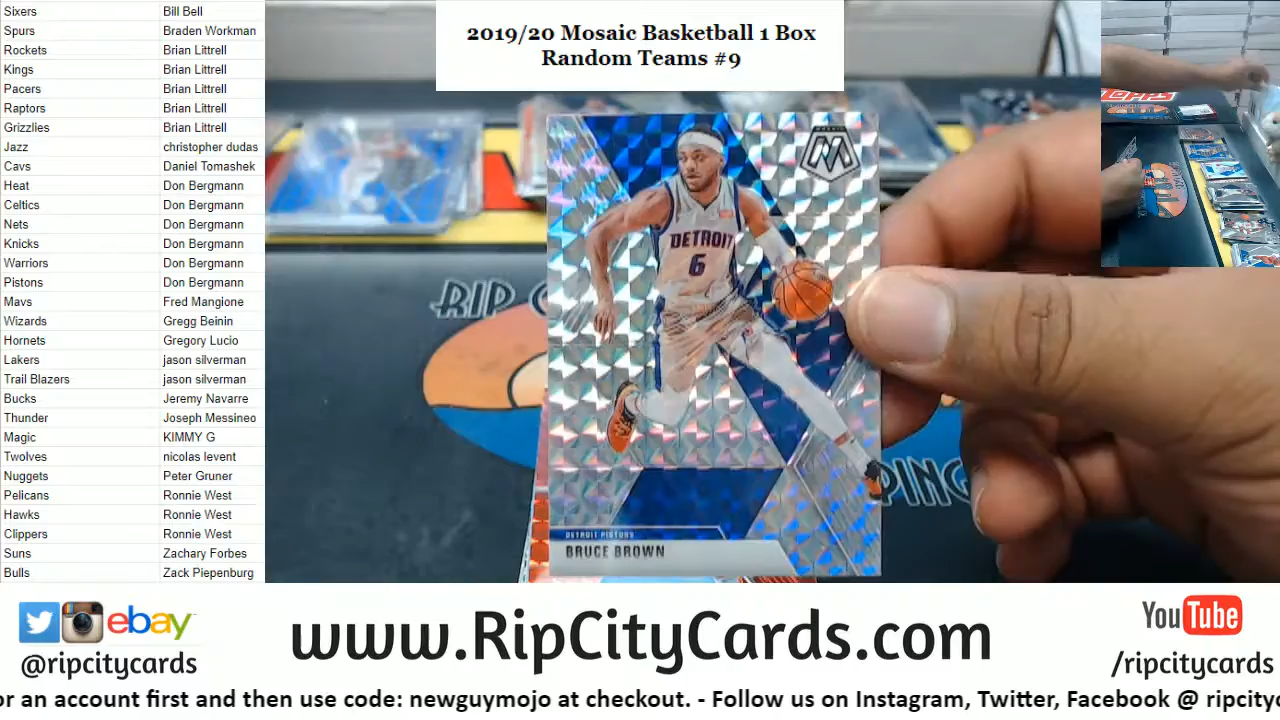 Sixers Bill Bell
Spurs Braden Workman
Rockets Brian Littrell
Kings Brian Littrell
Pacers Brian Littrell
Raptors Brian Littrell
Grizzlies Brian Littrell
Jazz christopher dudas
Cavs Daniel Tomashek
Heat Don Bergmann
Celtics Don Bergmann
Nets Don Bergmann
Knicks Don Bergmann
Warriors Don Bergmann
Pistons Don Bergmann
Mavs Fred Mangione
Wizards Gregg Beinin
Hornets Gregory Lucio
Lakers jason silverman
Trail Blazers jason silverman
Bucks Jeremy Navarre
Thunder Joseph Messineo
Magic KIMMY G
Twolves nicolas levent
Nuggets Peter Gruner
Pelicans Ronnie West
Hawks Ronnie West
Clippers Ronnie West
Suns Zachary Forbes
Bulls Zack Piepenburg
2019/20 Mosaic Basketball 1 Box
Random Teams #9
MOSAIC
M
DETROIT
6
DETROIT PISTONS
BRUCE BROWN
RIP
PING
ebay
@ripcitycards
www.RipCityCards.com
YouTube
/ripcitycards
or an account first and then use code: newguymojo at checkout. - Follow us on Instagram, Twitter, Facebook @ ripcityc